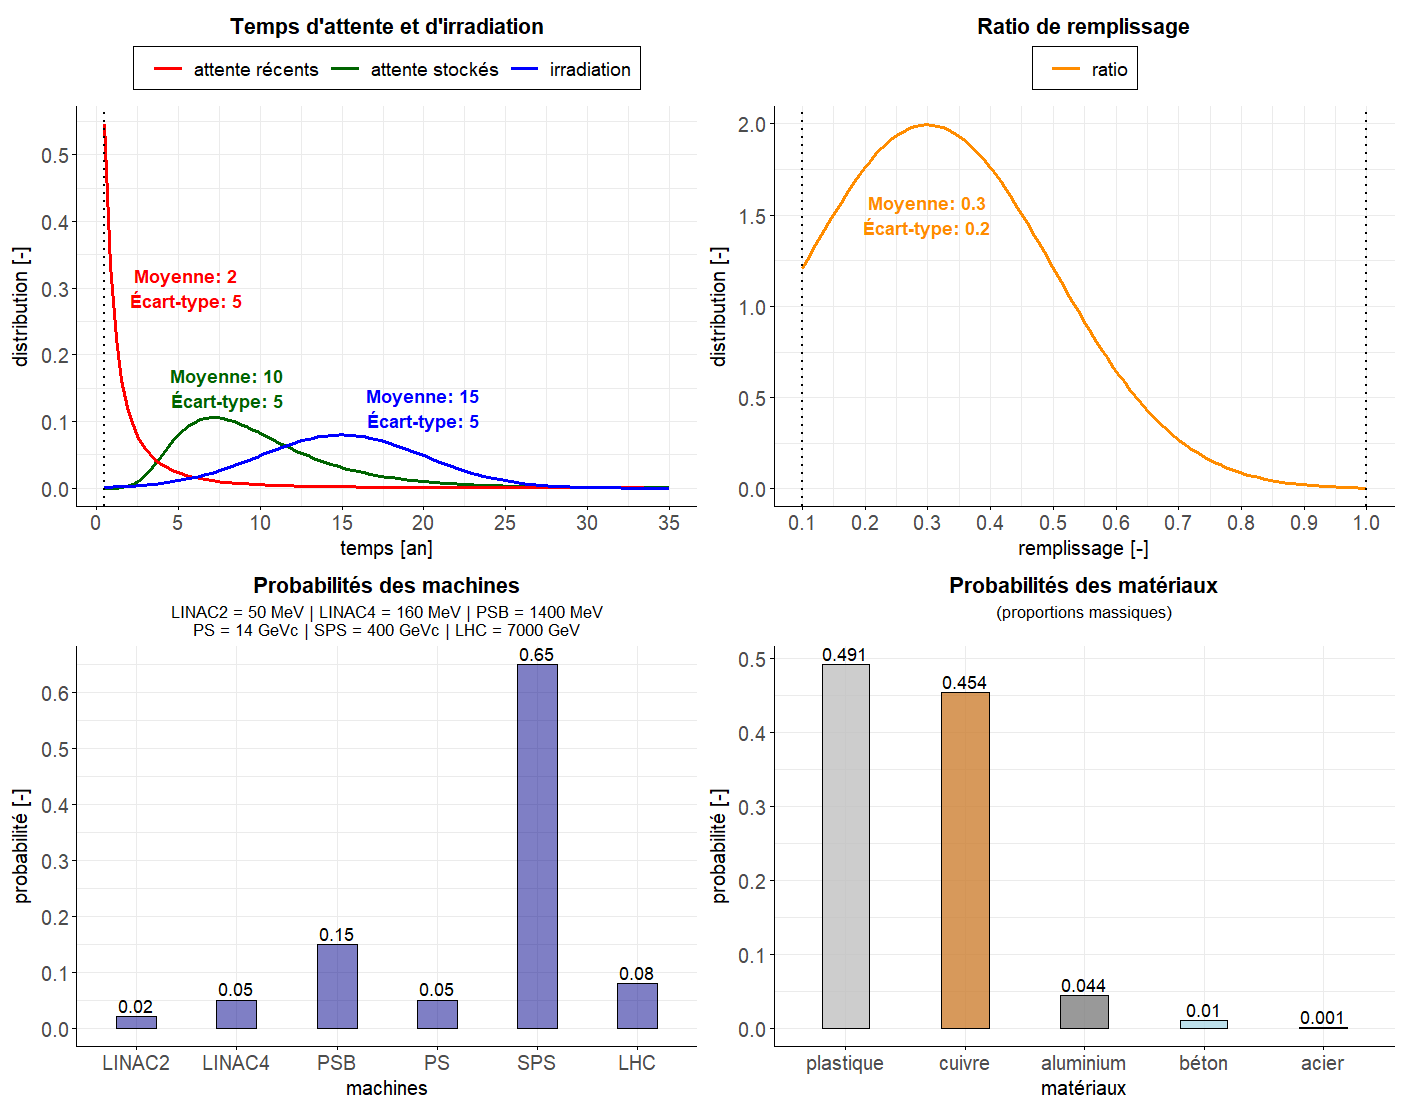 Temps d'attente et d'irradiation
attente récents attente stockés irradiation
distribution [-]
0.5
0.4
0.3
0.2
0.1
0.0
Moyenne: 2
Écart-type: 5
Moyenne: 10
Écart-type: 5
Moyenne: 15
Écart-type: 5
0 5 10 15 20 25 30 35
temps [an]
Ratio de remplissage
ratio
distribution [-]
2.0
1.5
1.0
0.5
0.0
Moyenne: 0.3
Écart-type: 0.2
0.1 0.2 0.3 0.4 0.5 0.6 0.7 0.8 0.9 1.0
remplissage [-]
Probabilités des machines
LINAC2 = 50 MeV | LINAC4 = 160 MeV | PSB = 1400 MeV
PS = 14 GeVc | SPS = 400 GeVc | LHC = 7000 GeV
probabilité [-]
0.6
0.5
0.4
0.3
0.2
0.1
0.0
0.02 0.05 0.15 0.05 0.65 0.08
LINAC2 LINAC4 PSB PS SPS LHC
machines
Probabilités des matériaux
(proportions massiques)
probabilité [-]
0.5
0.4
0.3
0.2
0.1
0.0
0.491 0.454 0.044 0.01 0.001
plastique cuivre aluminium béton acier
matériaux